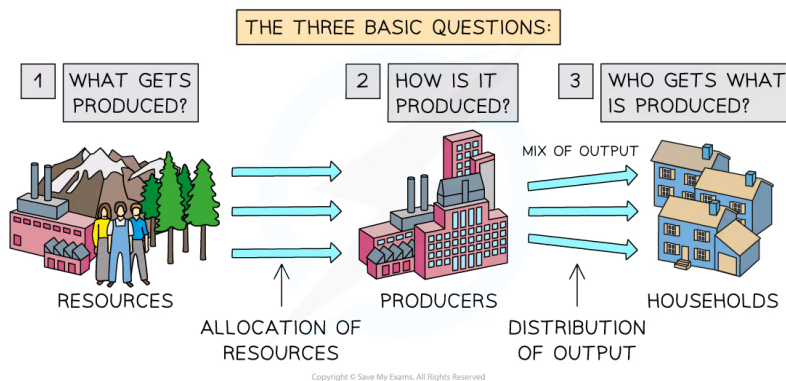 THE THREE BASIC QUESTIONS:
1 WHAT GETS
PRODUCED?
2 HOW IS IT
PRODUCED?
3 WHO GETS WHAT
IS PRODUCED?
MIX OF OUTPUT
RESOURCES
PRODUCERS
HOUSEHOLDS
ALLOCATION OF
RESOURCES
DISTRIBUTION
OF OUTPUT
Copyright © Save My Exams. All Rights Reserved